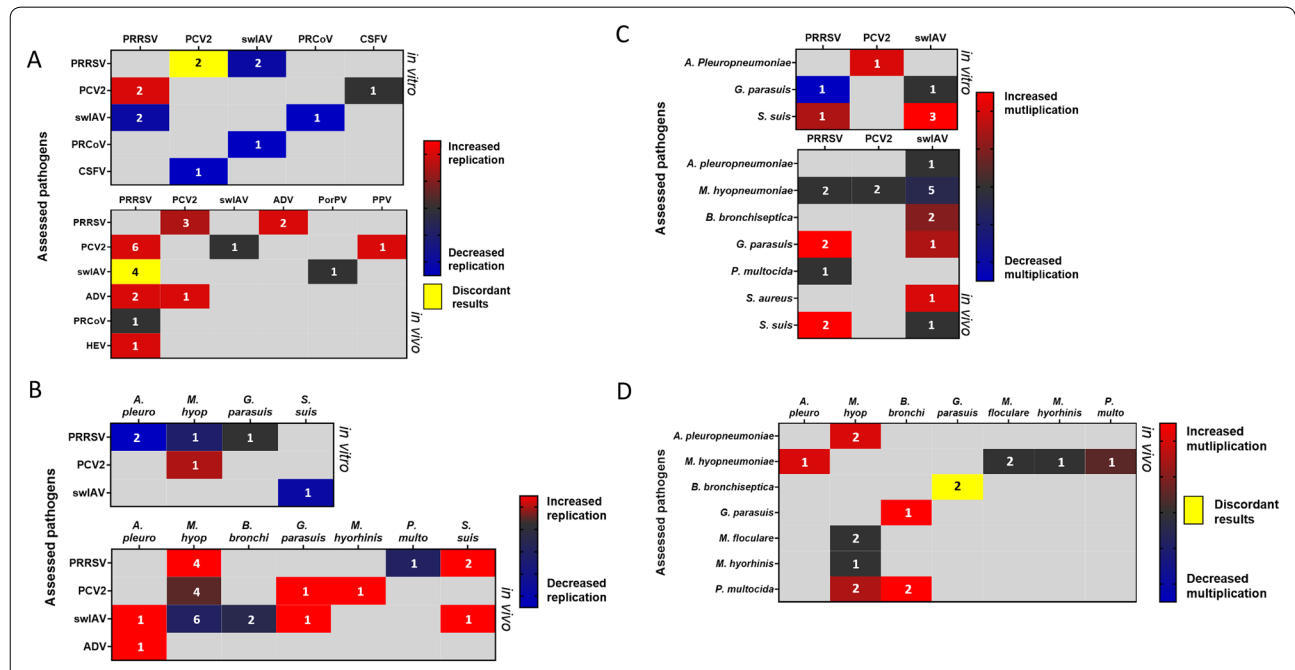 A
PRRSV PCV2 swIAV PRCoV CSFV
PRRSV 2 2
PCV2 2 1
swIAV 2 1
PRCoV 1
CSFV 1
in vitro
Assessed pathogens
PRRSV PCV2 swIAV ADV PorPV PPV
PRRSV 3 2
PCV2 6 1 1
swIAV 4 1
ADV 2 1
PRCoV 1
HEV 1
in vivo
Increased
replication
Decreased
replication
Discordant
results
B
A. M. G. S.
pleuro hyop parasuis suis
PRRSV 2 1 1
PCV2 1
swIAV 1
in vitro
Assessed pathogens
A. M. B. G. M. P. S.
pleuro hyop bronchi parasuis hyorhinis multo suis
PRRSV 4 1 2
PCV2 4 1 1
swIAV 1 6 2 1 1
ADV 1
in vivo
Increased
replication
Decreased
replication
C
PRRSV PCV2 swIAV
A. Pleuropneumoniae 1
G. parasuis 1 1
S. suis 1 3
in vitro
Assessed pathogens
PRRSV PCV2 swIAV
A. pleuropneumoniae 1
M. hyopneumoniae 2 2 5
B. bronchiseptica 2
G. parasuis 2 1
P. multocida 1
S. aureus 1
S. suis 2 1
in vivo
Increased
mutliplication
Decreased
multiplication
D
A. M. B. G. M. M. P.
pleuro hyop bronchi parasuis floculare hyorhinis multo
A. pleuropneumoniae 2
M. hyopneumoniae 1 2 1 1
B. bronchiseptica 2
G. parasuis 1
M. floculare 2
M. hyorhinis 1
P. multocida 2 2
in vivo
Assessed pathogens
Increased
mutliplication
Discordant
results
Decreased
multiplication